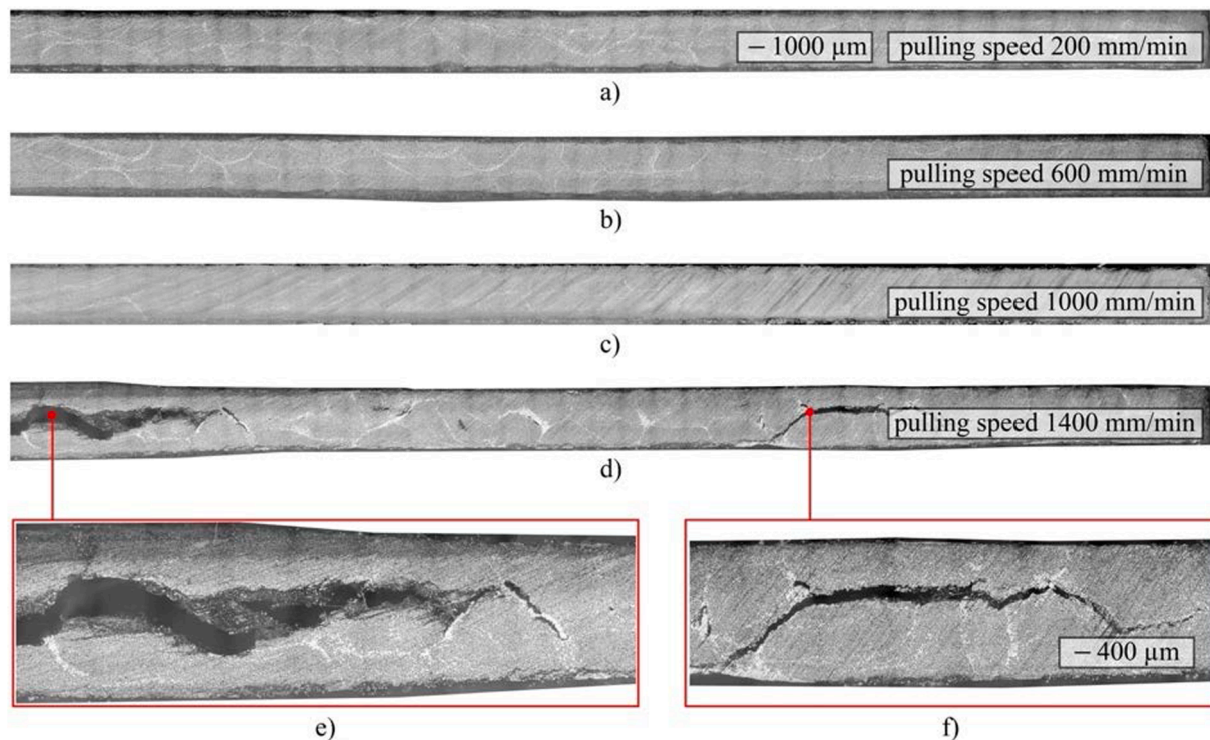 — 1000 µm
pulling speed 200 mm/min
a)
pulling speed 600 mm/min
b)
pulling speed 1000 mm/min
c)
pulling speed 1400 mm/min
d)
— 400 µm
e)
f)